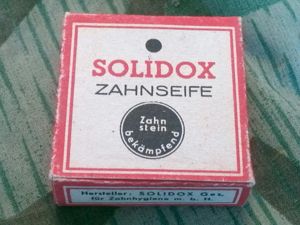 SOLIDOX
ZAHNSEIFE
Zahn
stein
bekämpfend
Hersteller: SOLIDOX Ges.
für Zahnhygiene m. b. H.